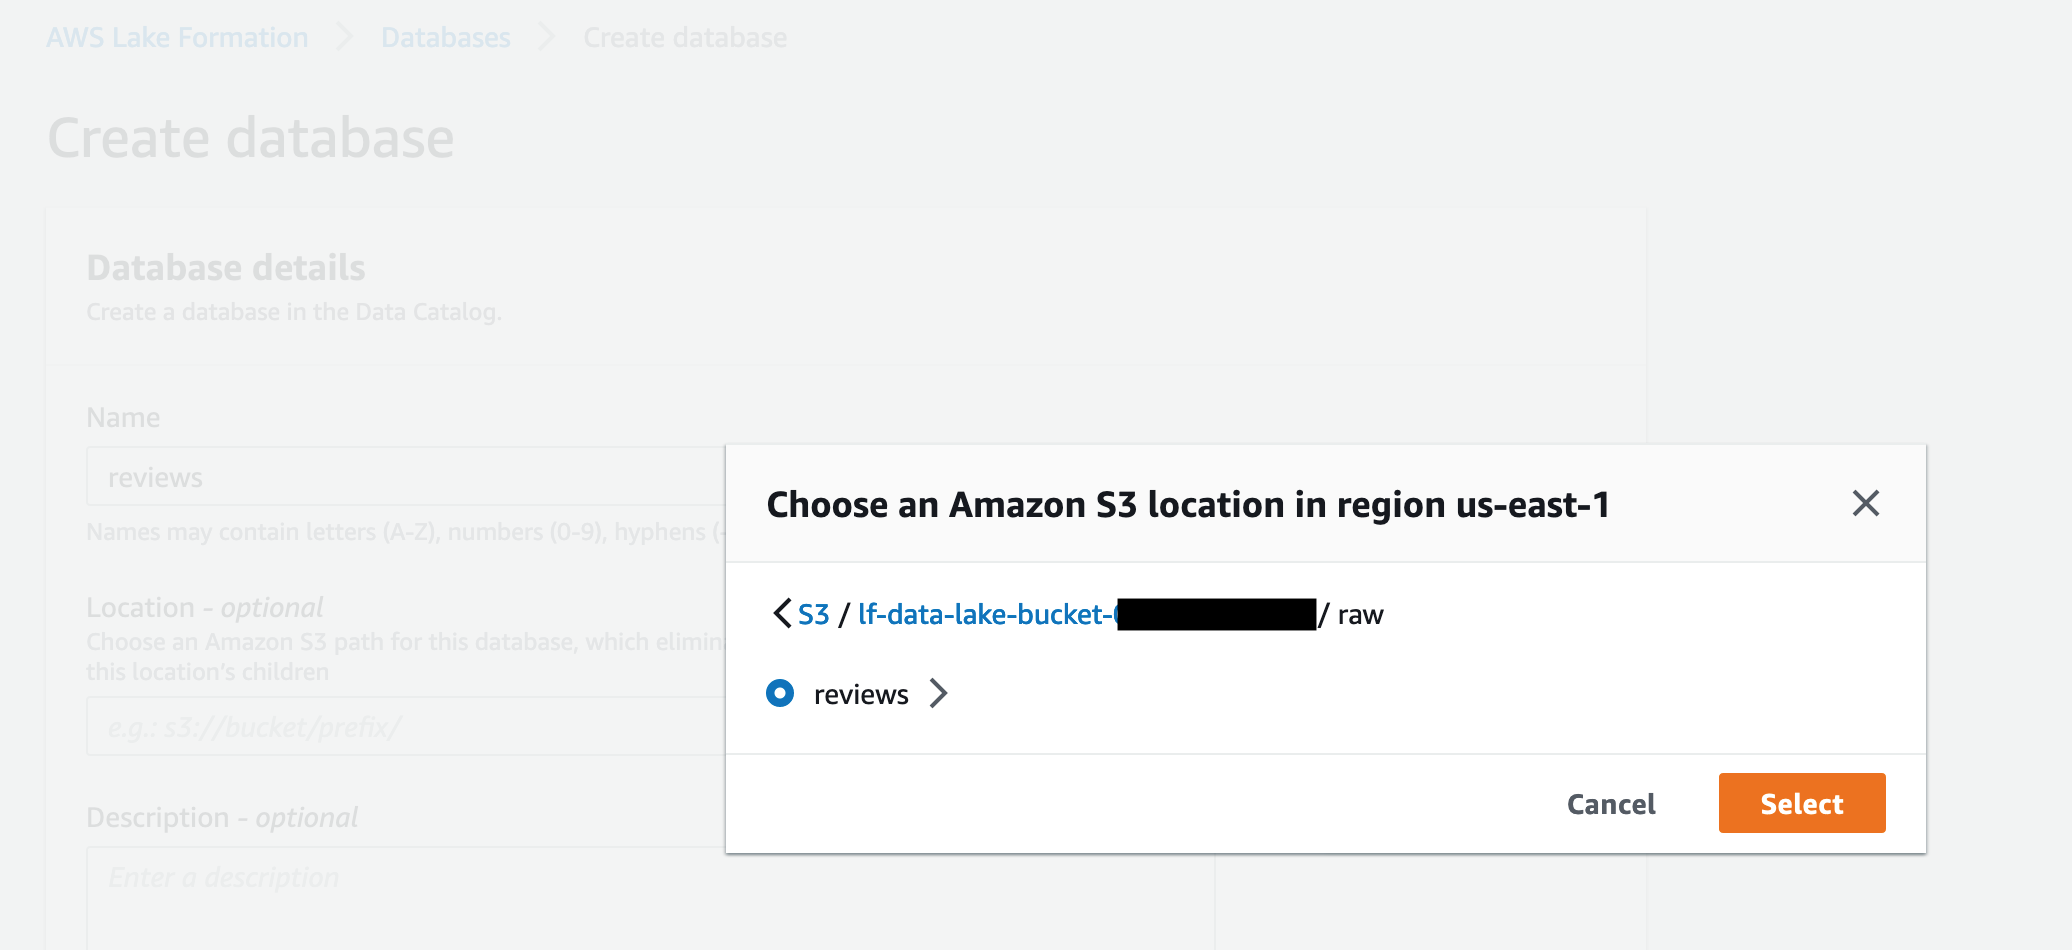 AWS Lake Formation > Databases > Create database
Create database
Database details
Create a database in the Data Catalog.
Name
reviews
Names may contain letters (A-Z), numbers (0-9), hyphens (-
Choose an Amazon S3 location in region us-east-1
Location - optional
Choose an Amazon S3 path for this database, which elimin
this location's children
S3 / lf-data-lake-bucket- / raw
reviews
e.g.: s3://bucket/prefix/
Cancel
Select
Description - optional
Enter a description